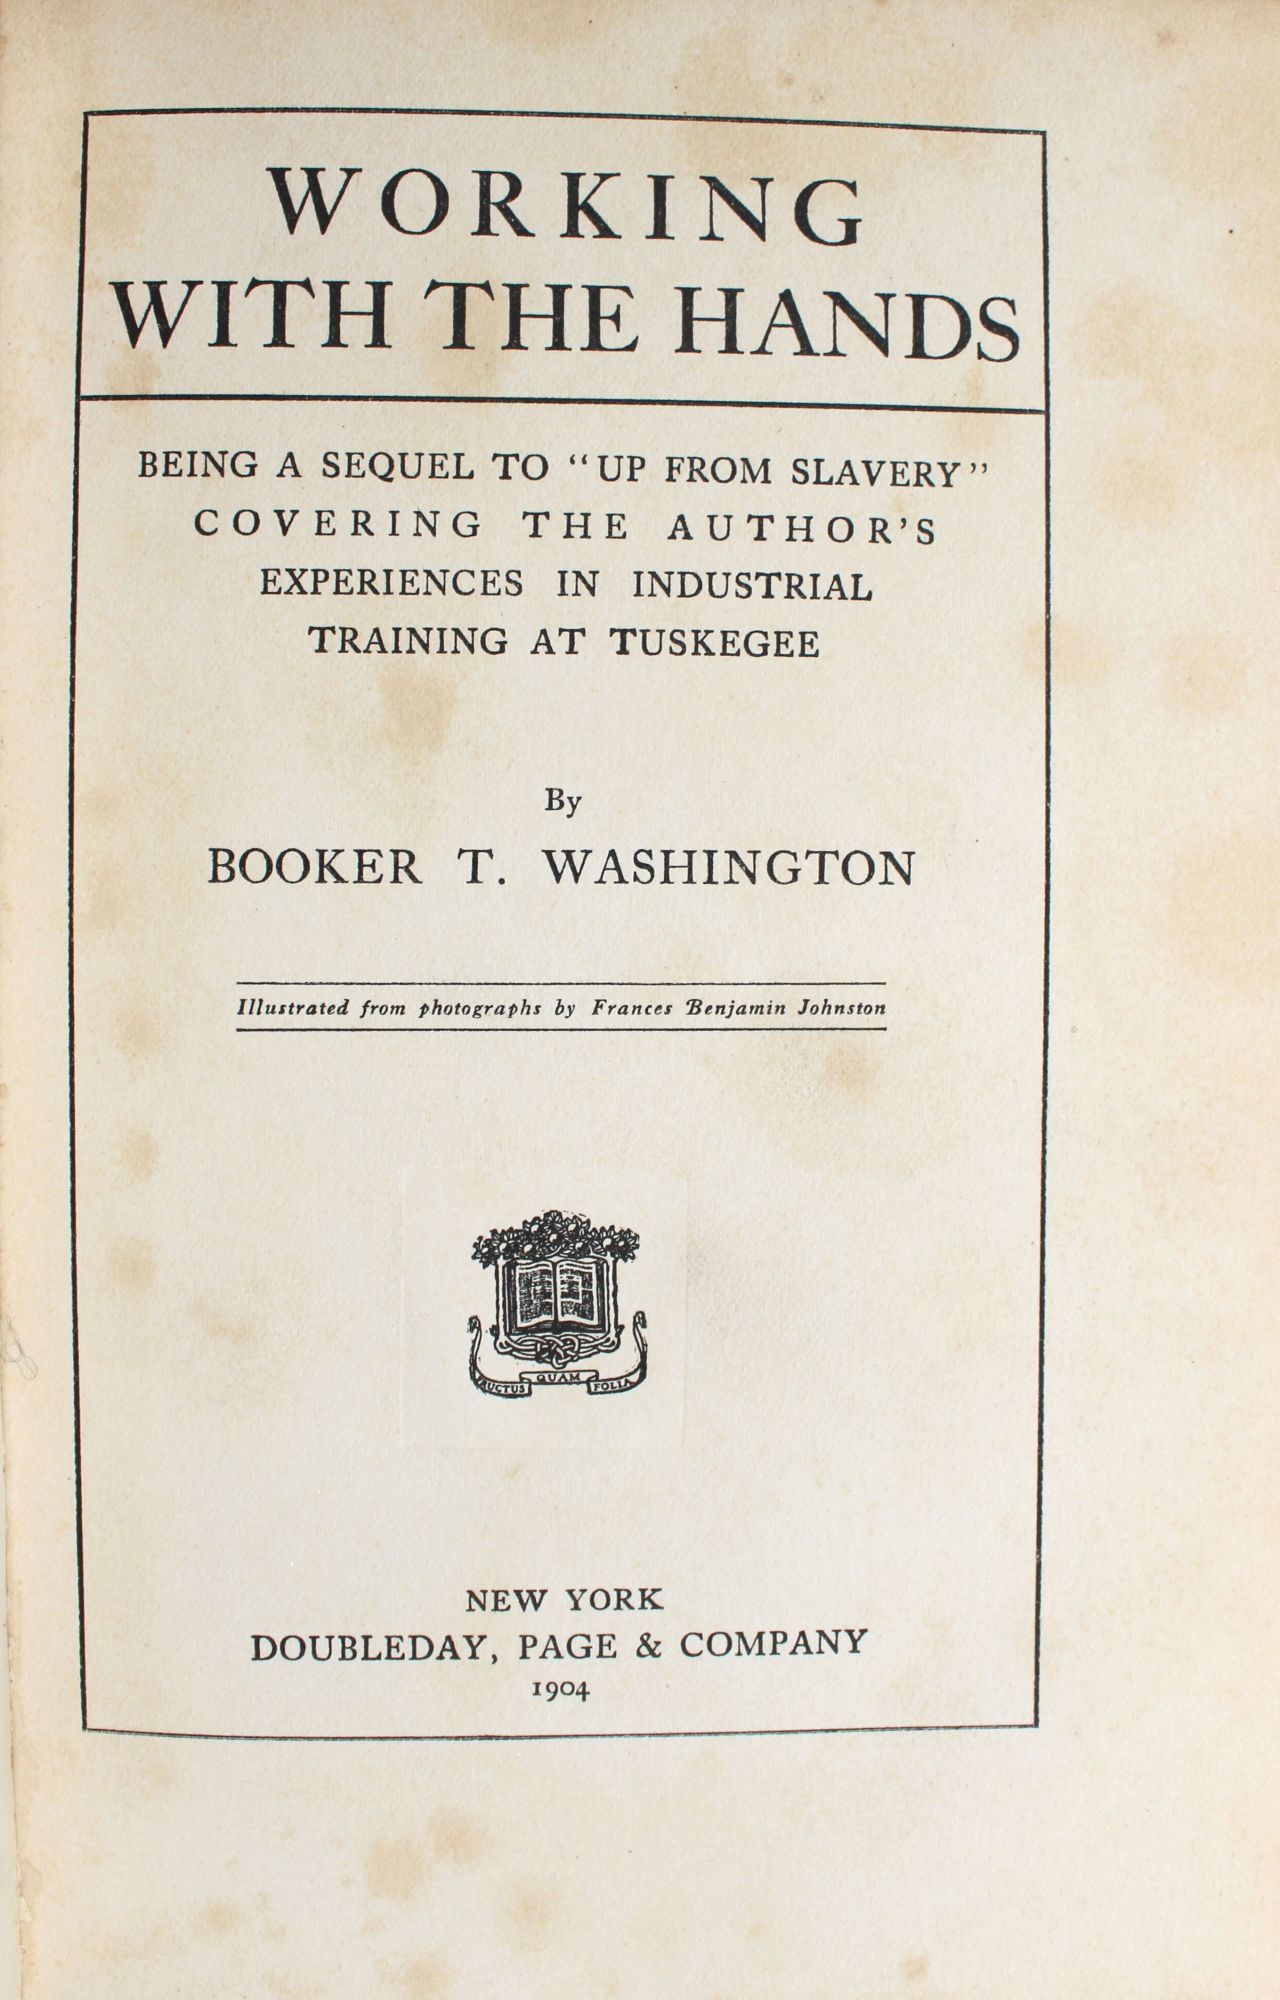 WORKING
WITH THE HANDS
BEING A SEQUEL TO "UP FROM SLAVERY"
COVERING THE AUTHOR'S
EXPERIENCES IN INDUSTRIAL
TRAINING AT TUSKEGEE
By
BOOKER T. WASHINGTON
Illustrated from photographs by Frances Benjamin Johnston
FRUCTUS QUAM FOLIA
NEW YORK
DOUBLEDAY, PAGE & COMPANY
1904